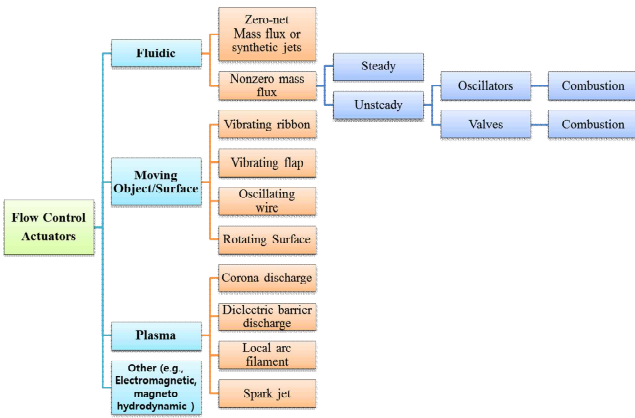 Flow Control
Actuators
Fluidic
Zero-net
Mass flux or
synthetic jets
Nonzero mass
flux
Steady
Unsteady
Oscillators
Combustion
Valves
Combustion
Moving
Object/Surface
Vibrating ribbon
Vibrating flap
Oscillating
wire
Rotating Surface
Plasma
Corona discharge
Dielectric barrier
discharge
Local arc
filament
Spark jet
Other (e.g.,
Electromagnetic,
magneto
hydrodynamic )